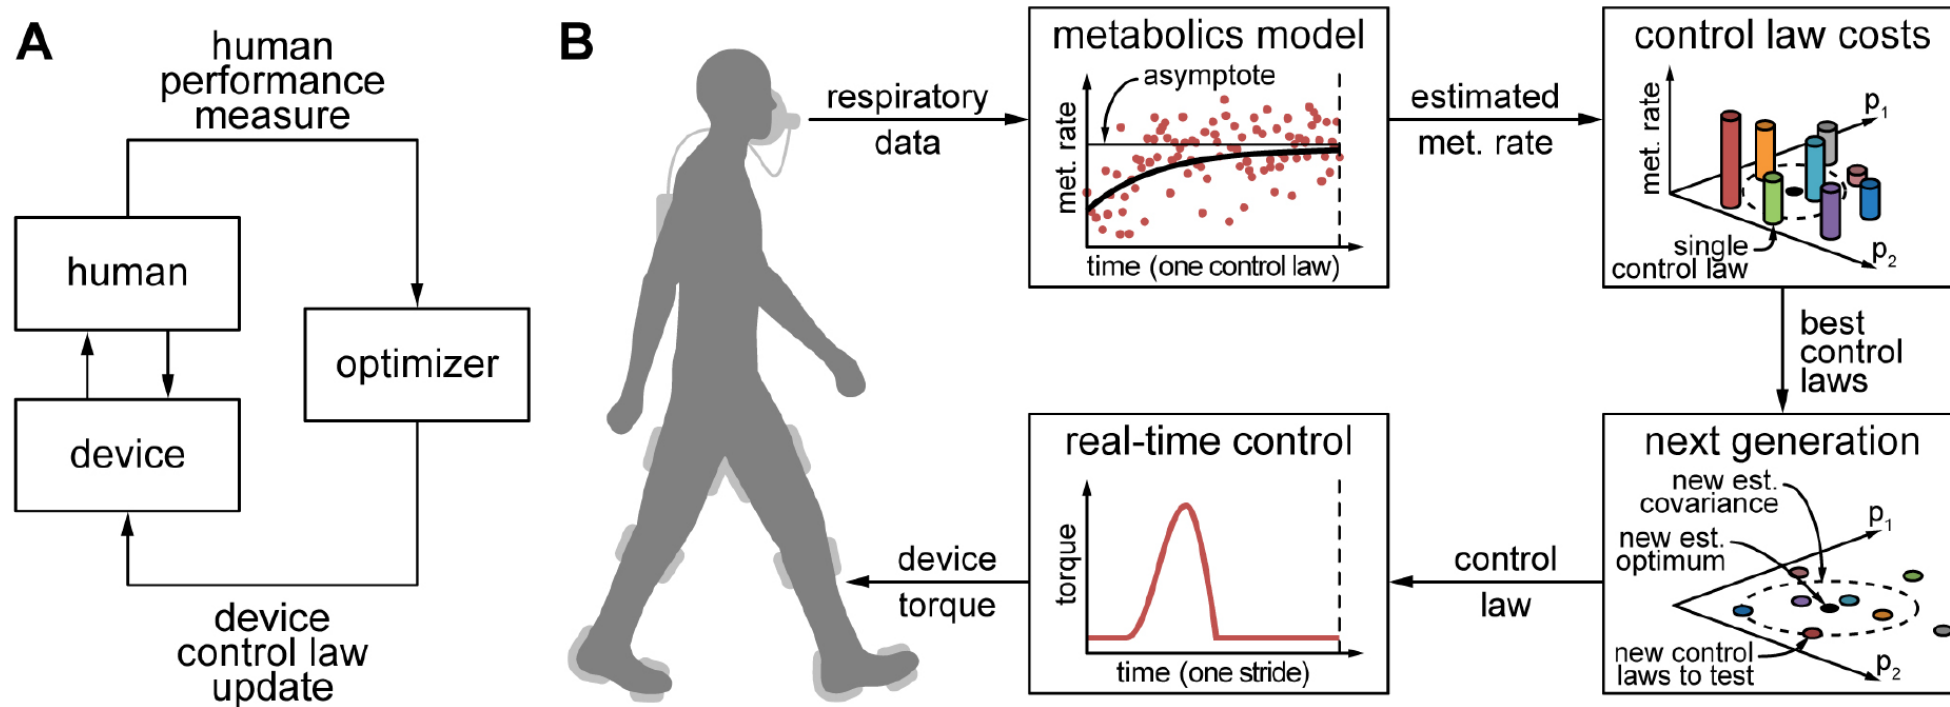 A
human
performance
measure
human
device
optimizer
device
control law
update
B
respiratory
data
metabolics model
asymptote
met. rate
time (one control law)
estimated
met. rate
control law costs
met. rate
p1
p2
single
control law
best
control
laws
next generation
new est.
covariance
new est.
optimum
p1
p2
new control
laws to test
control
law
real-time control
torque
time (one stride)
device
torque